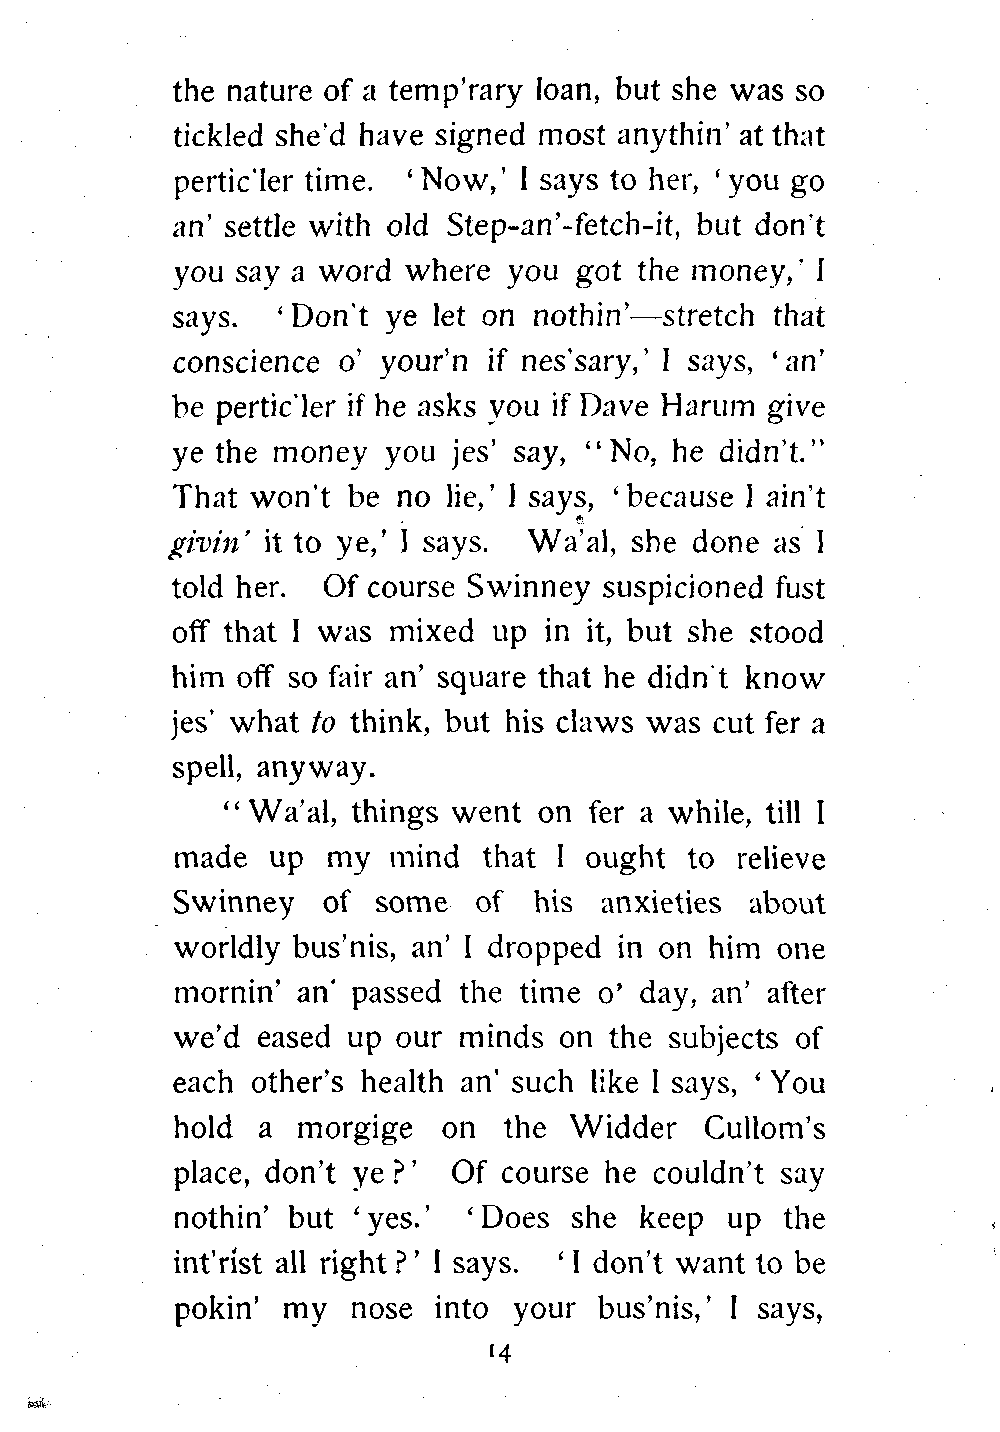 the nature of a temp'rary loan, but she was so
tickled she'd have signed most anythin' at that
pertic'ler time. ‘Now,’ I says to her, ‘you go
an' settle with old Step-an'-fetch-it, but don't
you say a word where you got the money,’ I
says. ‘Don't ye let on nothin'—stretch that
conscience o' your'n if nes'sary,’ I says, ‘an'
be pertic'ler if he asks you if Dave Harum give
ye the money you jes' say, “No, he didn't.”
That won't be no lie,’ I says, ‘because I ain't
givin' it to ye,’ I says. Wa'al, she done as I
told her. Of course Swinney suspicioned fust
off that I was mixed up in it, but she stood
him off so fair an' square that he didn't know
jes' what to think, but his claws was cut fer a
spell, anyway.
“Wa'al, things went on fer a while, till I
made up my mind that I ought to relieve
Swinney of some of his anxieties about
worldly bus'nis, an' I dropped in on him one
mornin' an' passed the time o' day, an' after
we'd eased up our minds on the subjects of
each other's health an' such like I says, ‘You
hold a morgige on the Widder Cullom's
place, don't ye?’ Of course he couldn't say
nothin' but ‘yes.’ ‘Does she keep up the
int'rist all right?’ I says. ‘I don't want to be
pokin' my nose into your bus'nis,’ I says,
14